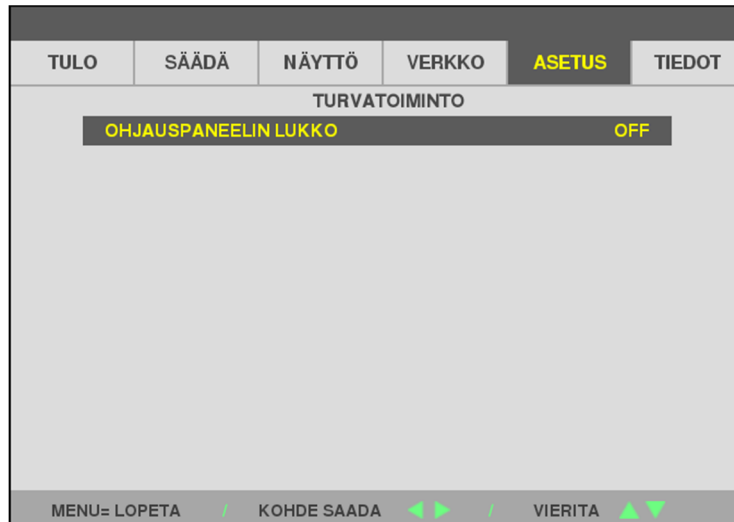 TULO SÄÄDÄ NÄYTTÖ VERKKO ASETUS TIEDOT
TURVATOIMINTO
OHJAUSPANEELIN LUKKO OFF
MENU= LOPETA / KOHDE SAADA ◀ ▶ / VIERITA ▲ ▼